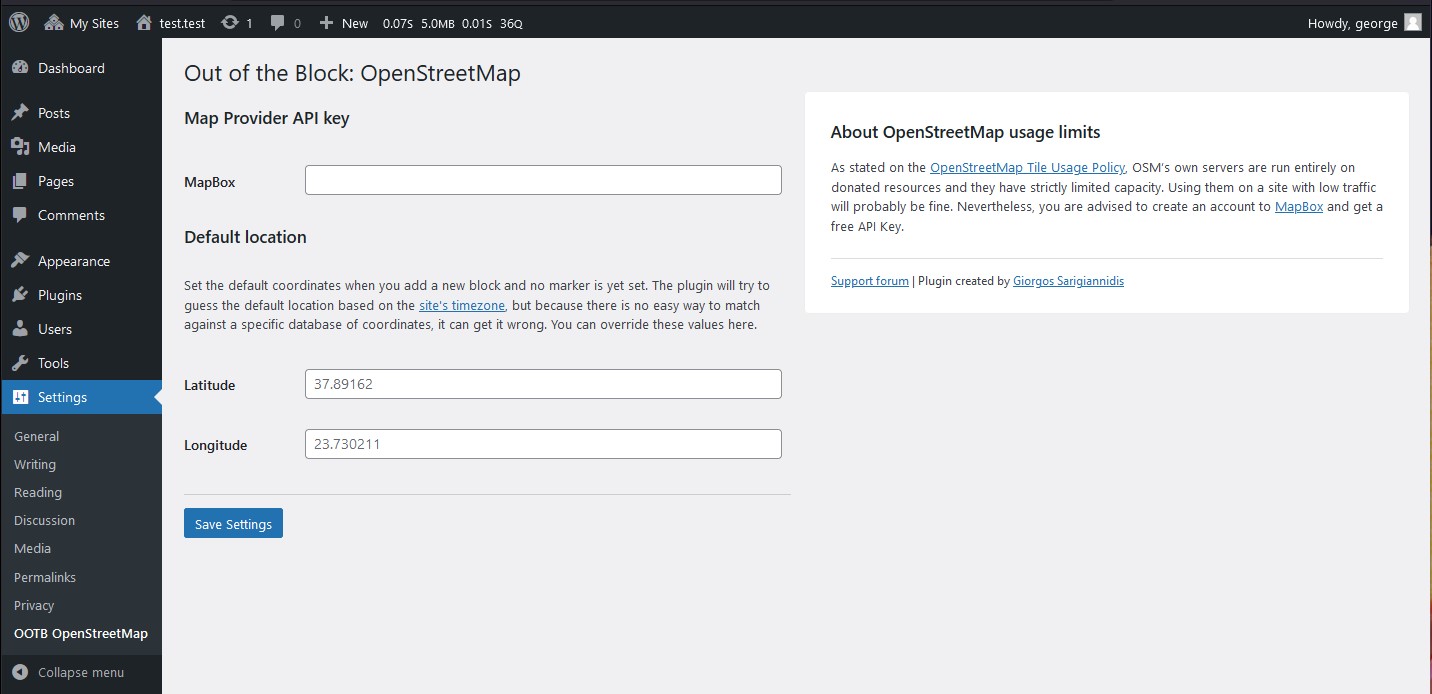 My Sites test.test 1 0 New 0.07s 5.0MB 0.01s 36Q Howdy, george
Dashboard
Posts
Media
Pages
Comments
Appearance
Plugins
Users
Tools
Settings
General
Writing
Reading
Discussion
Media
Permalinks
Privacy
OOTB OpenStreetMap
Collapse menu
Out of the Block: OpenStreetMap
Map Provider API key
MapBox
Default location
Set the default coordinates when you add a new block and no marker is yet set. The plugin will try to
guess the default location based on the site's timezone, but because there is no easy way to match
against a specific database of coordinates, it can get it wrong. You can override these values here.
Latitude 37.89162
Longitude 23.730211
Save Settings
About OpenStreetMap usage limits
As stated on the OpenStreetMap Tile Usage Policy, OSM's own servers are run entirely on
donated resources and they have strictly limited capacity. Using them on a site with low traffic
will probably be fine. Nevertheless, you are advised to create an account to MapBox and get a
free API Key.
Support forum | Plugin created by Giorgos Sarigiannidis